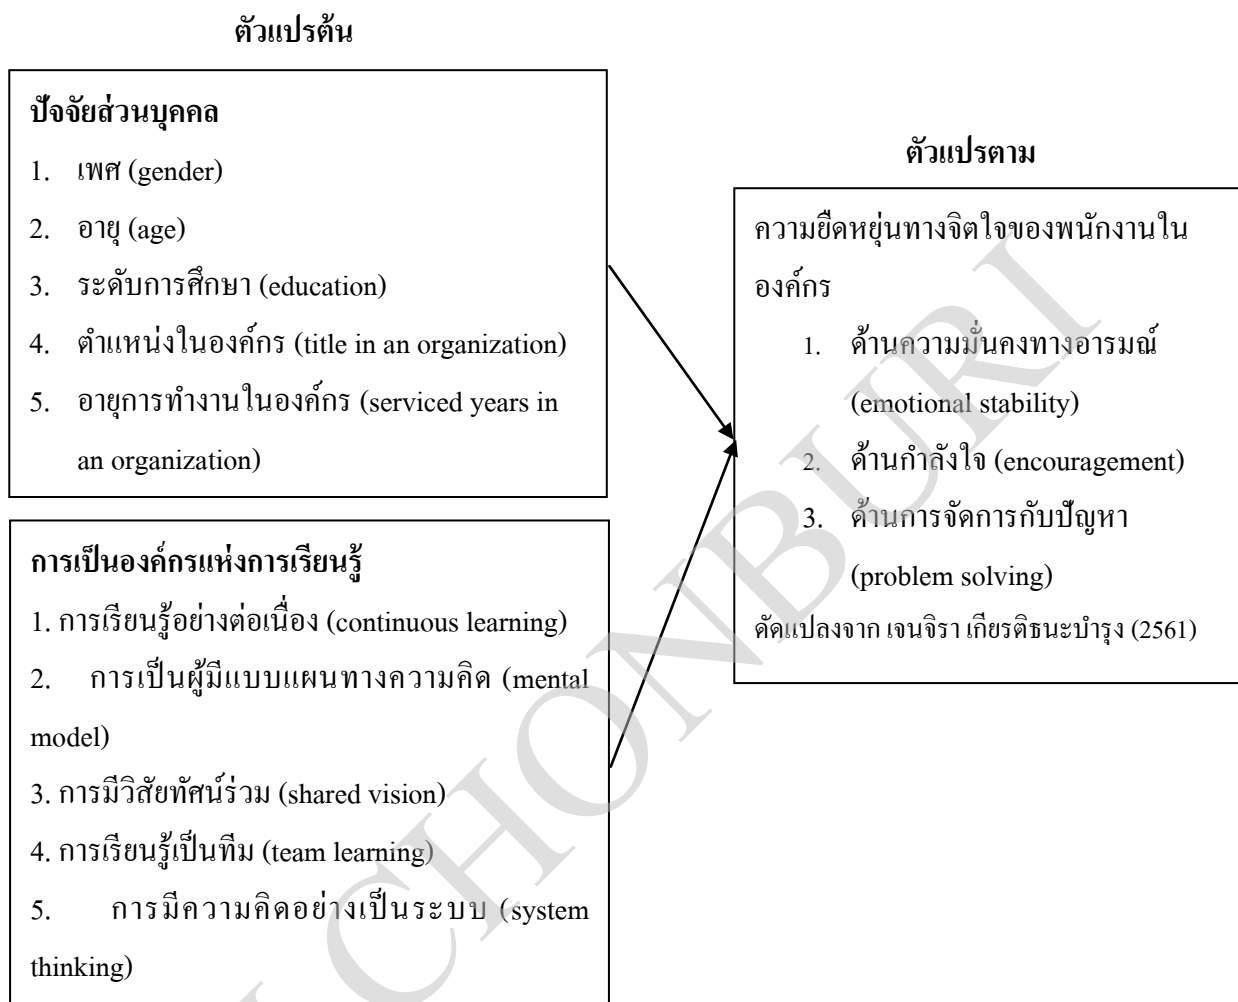 ตัวแปรต้น
ปัจจัยส่วนบุคคล
1. เพศ (gender)
2. อายุ (age)
3. ระดับการศึกษา (education)
4. ตำแหน่งในองค์กร (title in an organization)
5. อายุการทำงานในองค์กร (serviced years in
an organization)
การเป็นองค์กรแห่งการเรียนรู้
1. การเรียนรู้อย่างต่อเนื่อง (continuous learning)
2. การเป็นผู้มีแบบแผนทางความคิด (mental
model)
3. การมีวิสัยทัศน์ร่วม (shared vision)
4. การเรียนรู้เป็นทีม (team learning)
5. การมีความคิดอย่างเป็นระบบ (system
thinking)
ตัวแปรตาม
ความยืดหยุ่นทางจิตใจของพนักงานใน
องค์กร
1. ด้านความมั่นคงทางอารมณ์
(emotional stability)
2. ด้านกำลังใจ (encouragement)
3. ด้านการจัดการกับปัญหา
(problem solving)
ดัดแปลงจาก เจนจิรา เกียรติธนะบำรุง (2561)
CHONBURI